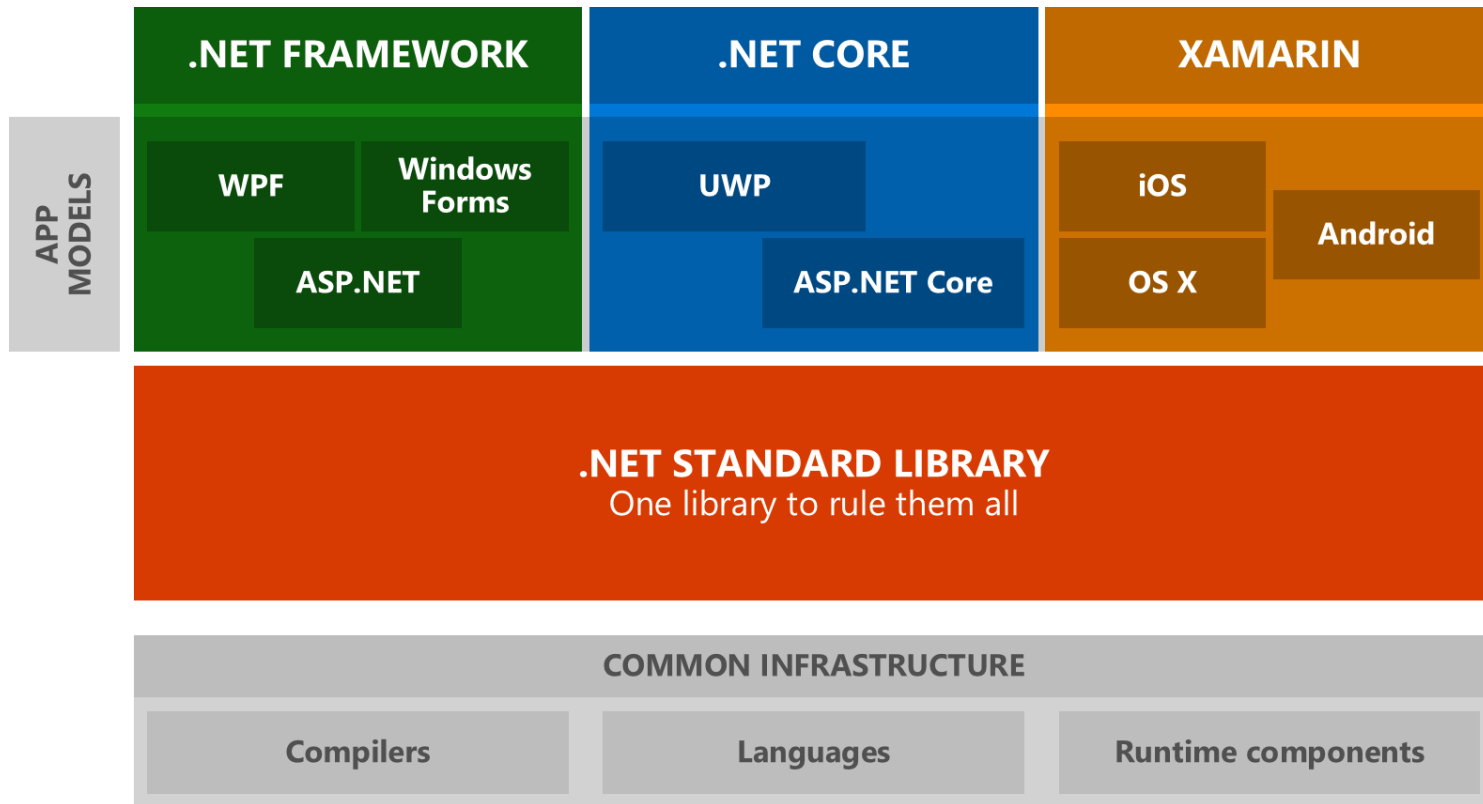 .NET FRAMEWORK
.NET CORE
XAMARIN
APP
MODELS
WPF
Windows
Forms
ASP.NET
UWP
ASP.NET Core
iOS
Android
OS X
.NET STANDARD LIBRARY
One library to rule them all
COMMON INFRASTRUCTURE
Compilers
Languages
Runtime components